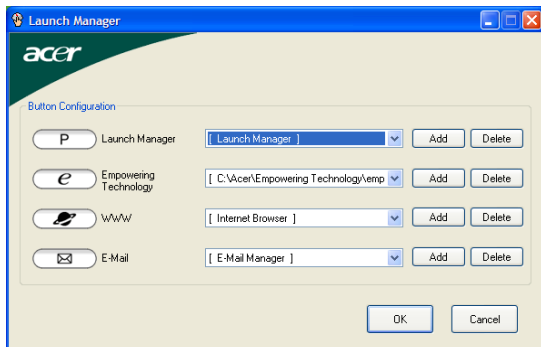 Launch Manager
acer
Button Configuration
P Launch Manager [ Launch Manager ] Add Delete
e Empowering Technology [ C:\Acer\Empowering Technology\emp Add Delete
WWW [ Internet Browser ] Add Delete
E-Mail [ E-Mail Manager ] Add Delete
OK Cancel